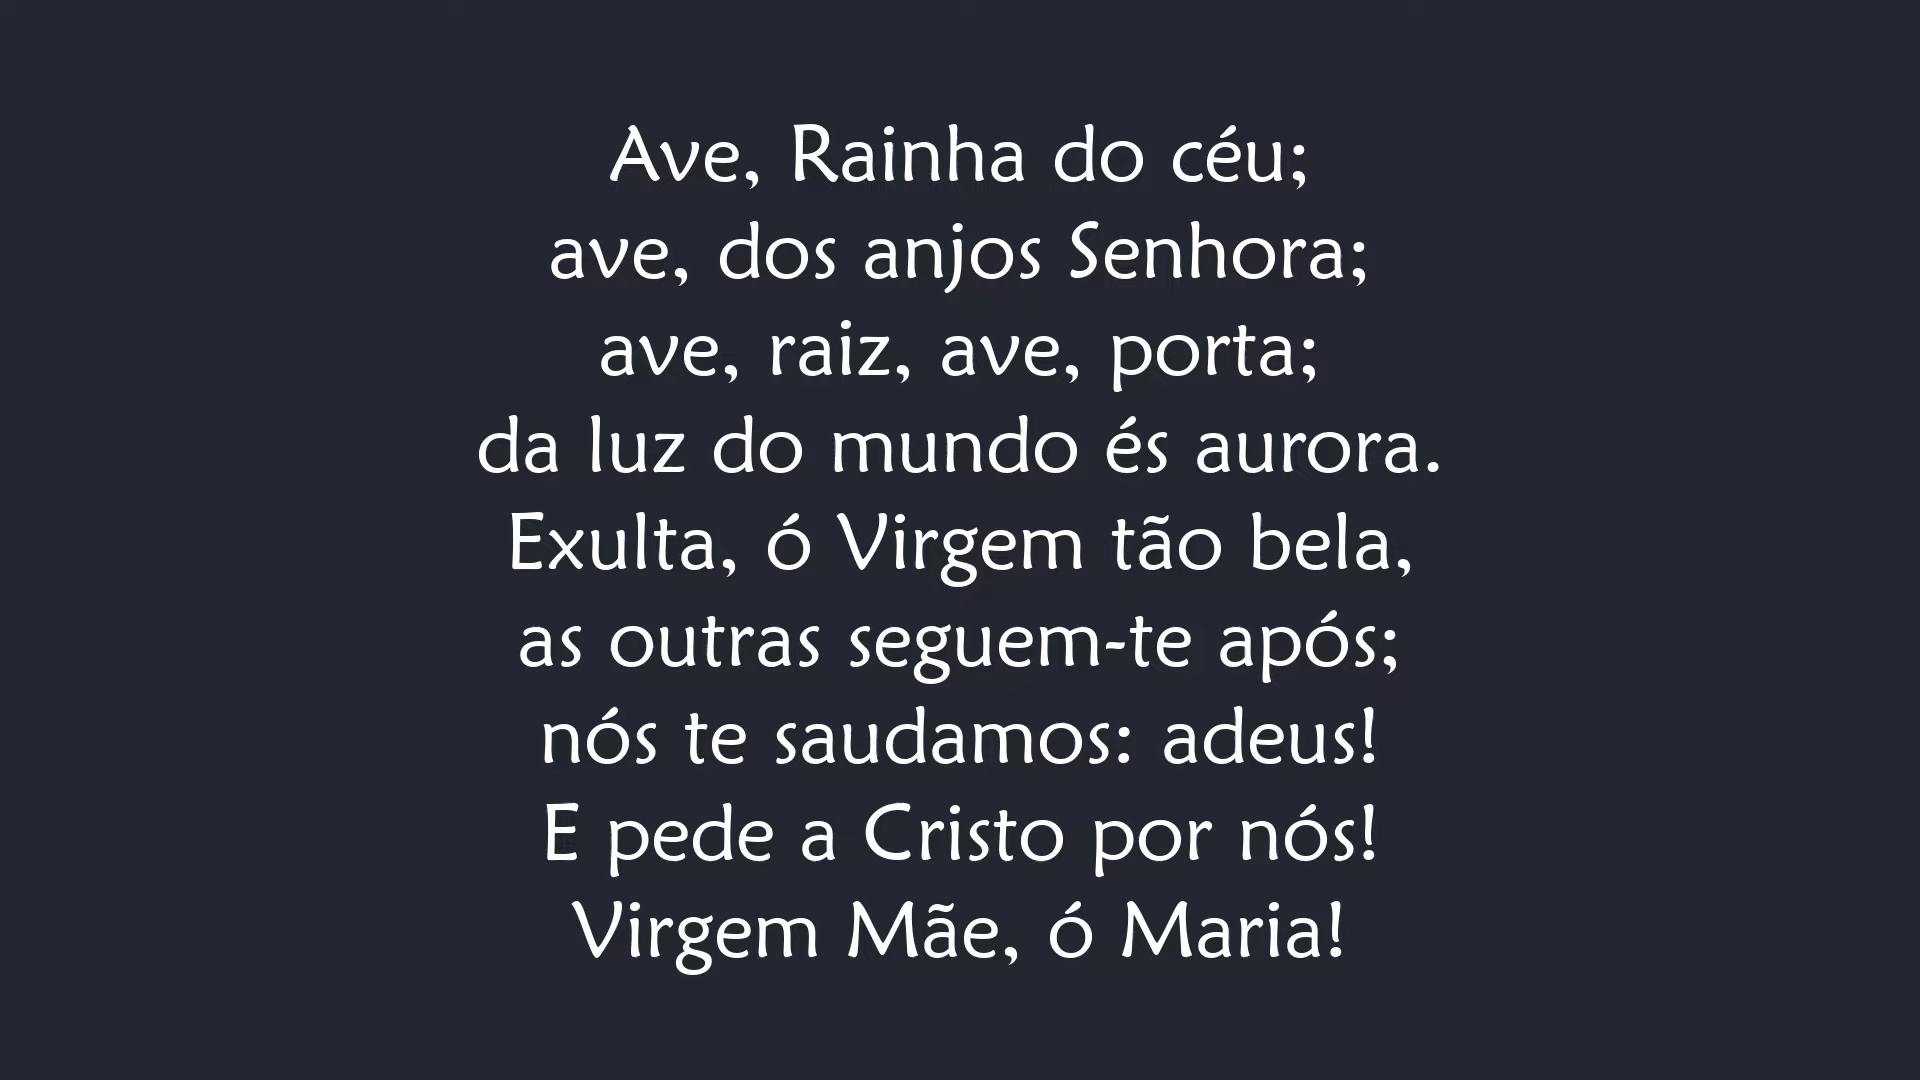 Ave, Rainha do céu;
ave, dos anjos Senhora;
ave, raiz, ave, porta;
da luz do mundo és aurora.
Exulta, ó Virgem tão bela,
as outras seguem-te após;
nós te saudamos: adeus!
E pede a Cristo por nós!
Virgem Mãe, ó Maria!